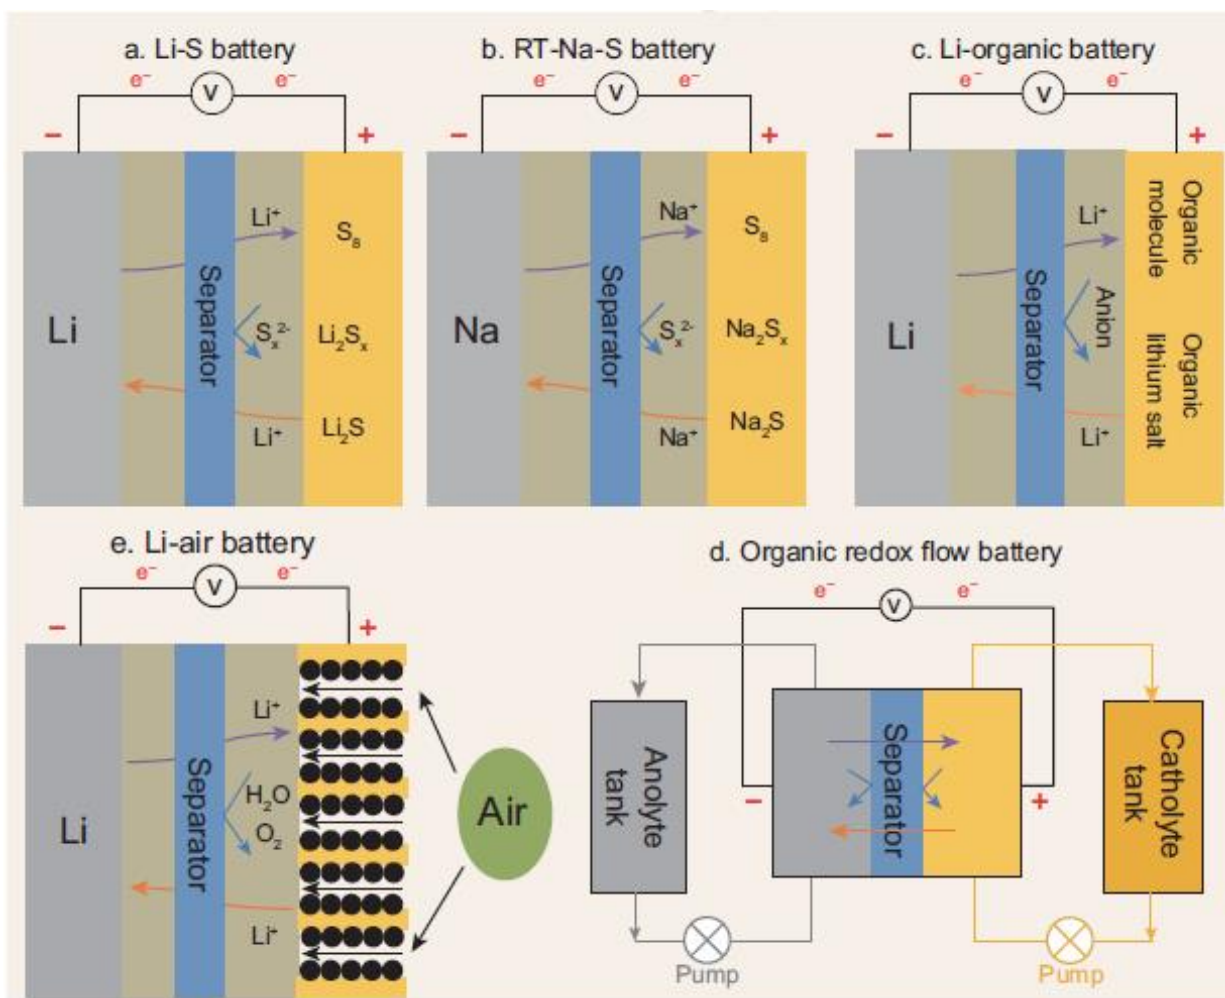 a. Li-S battery
e⁻ V e⁻
− +
Li⁺
S₈
Li
Separator
Sₓ²⁻
Li₂Sₓ
Li⁺
Li₂S
b. RT-Na-S battery
e⁻ V e⁻
− +
Na⁺
S₈
Na
Separator
Sₓ²⁻
Na₂Sₓ
Na⁺
Na₂S
c. Li-organic battery
e⁻ V e⁻
− +
Li⁺
Organic
molecule
Li
Separator
Anion
Organic
lithium salt
Li⁺
e. Li-air battery
e⁻ V e⁻
− +
Li⁺
Li
Separator
H₂O
O₂
Li⁺
Air
d. Organic redox flow battery
e⁻ V e⁻
Anolyte
tank
−
Separator
+
Catholyte
tank
Pump
Pump